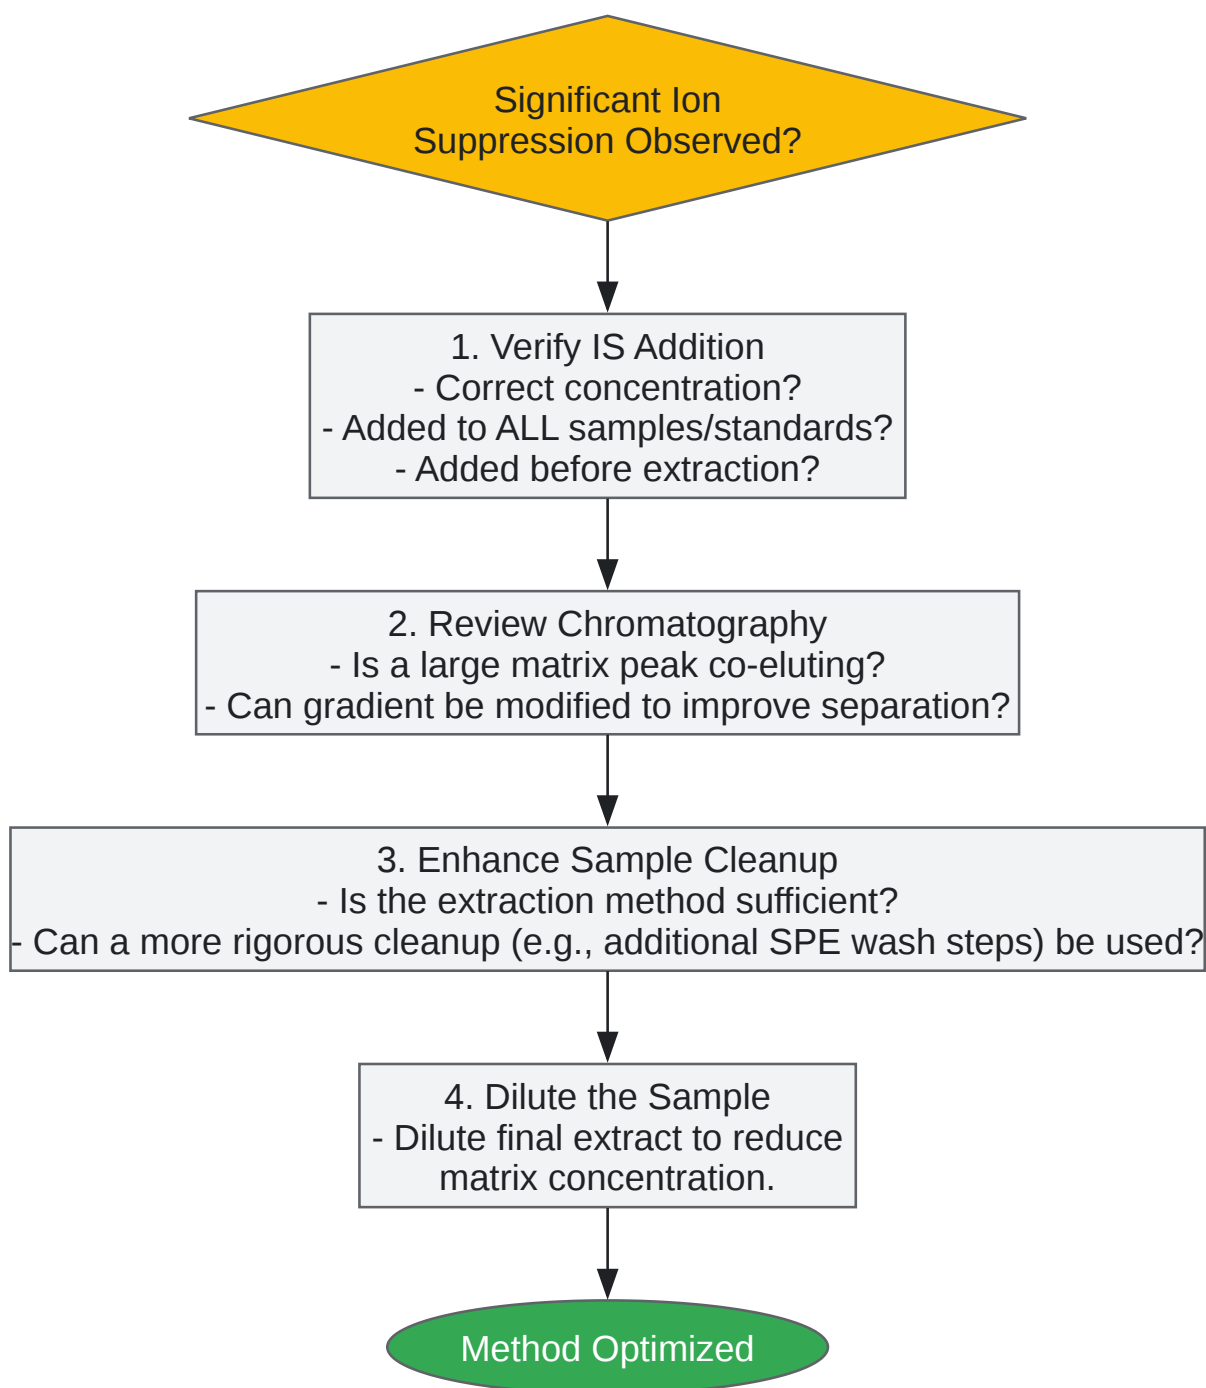 Significant Ion
Suppression Observed?
1. Verify IS Addition
- Correct concentration?
- Added to ALL samples/standards?
- Added before extraction?
2. Review Chromatography
- Is a large matrix peak co-eluting?
- Can gradient be modified to improve separation?
3. Enhance Sample Cleanup
- Is the extraction method sufficient?
- Can a more rigorous cleanup (e.g., additional SPE wash steps) be used?
4. Dilute the Sample
- Dilute final extract to reduce
matrix concentration.
Method Optimized